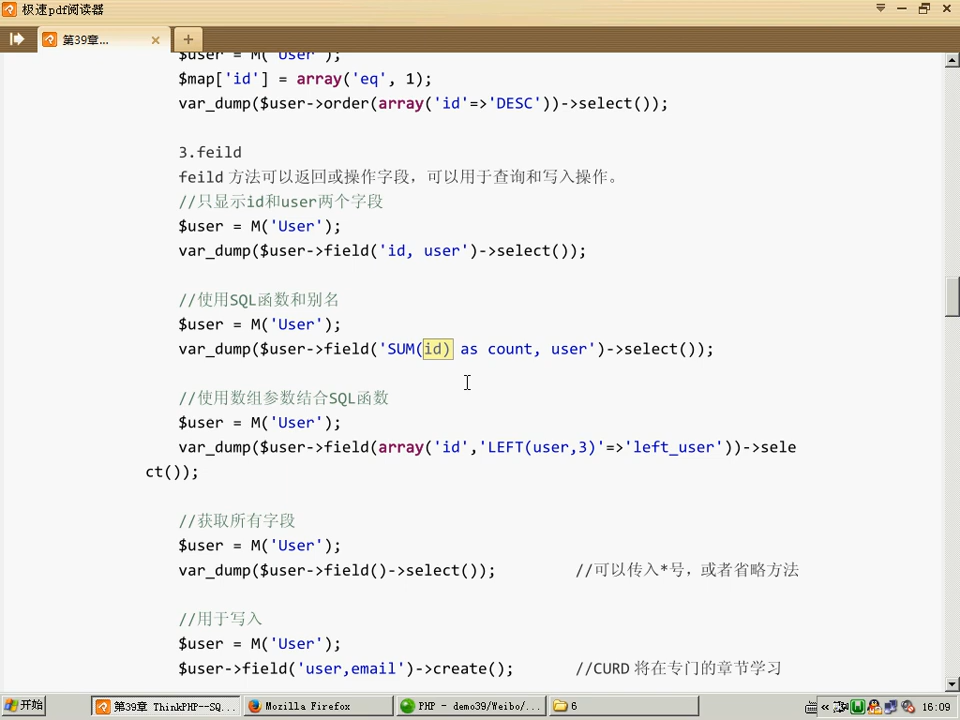 极速pdf阅读器
第39章...
$user = M('User');
$map['id'] = array('eq', 1);
var_dump($user->order(array('id'=>'DESC'))->select());
3.feild
feild 方法可以返回或操作字段，可以用于查询和写入操作。
//只显示id和user两个字段
$user = M('User');
var_dump($user->field('id, user')->select());
//使用SQL函数和别名
$user = M('User');
var_dump($user->field('SUM(id) as count, user')->select());
//使用数组参数结合SQL函数
$user = M('User');
var_dump($user->field(array('id','LEFT(user,3)'=>'left_user'))->sele
ct());
//获取所有字段
$user = M('User');
var_dump($user->field()->select()); //可以传入*号，或者省略方法
//用于写入
$user = M('User');
$user->field('user,email')->create(); //CURD 将在专门的章节学习
开始 第39章 ThinkPHP--SQ... Mozilla Firefox PHP - demo39/Weibo/... 6 16:09